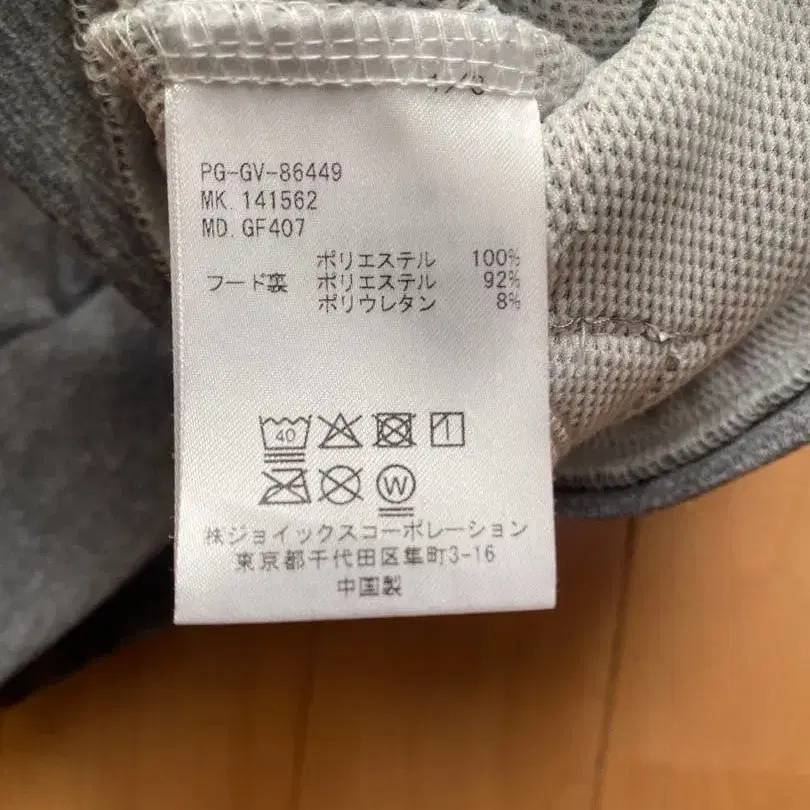 PG-GV-86449
MK. 141562
MD. GF407
ポリエステル 100%
フード裏 ポリエステル 92%
ポリウレタン 8%
40
W
株ジョイックスコーポレーション
東京都千代田区隼町3-16
中国製